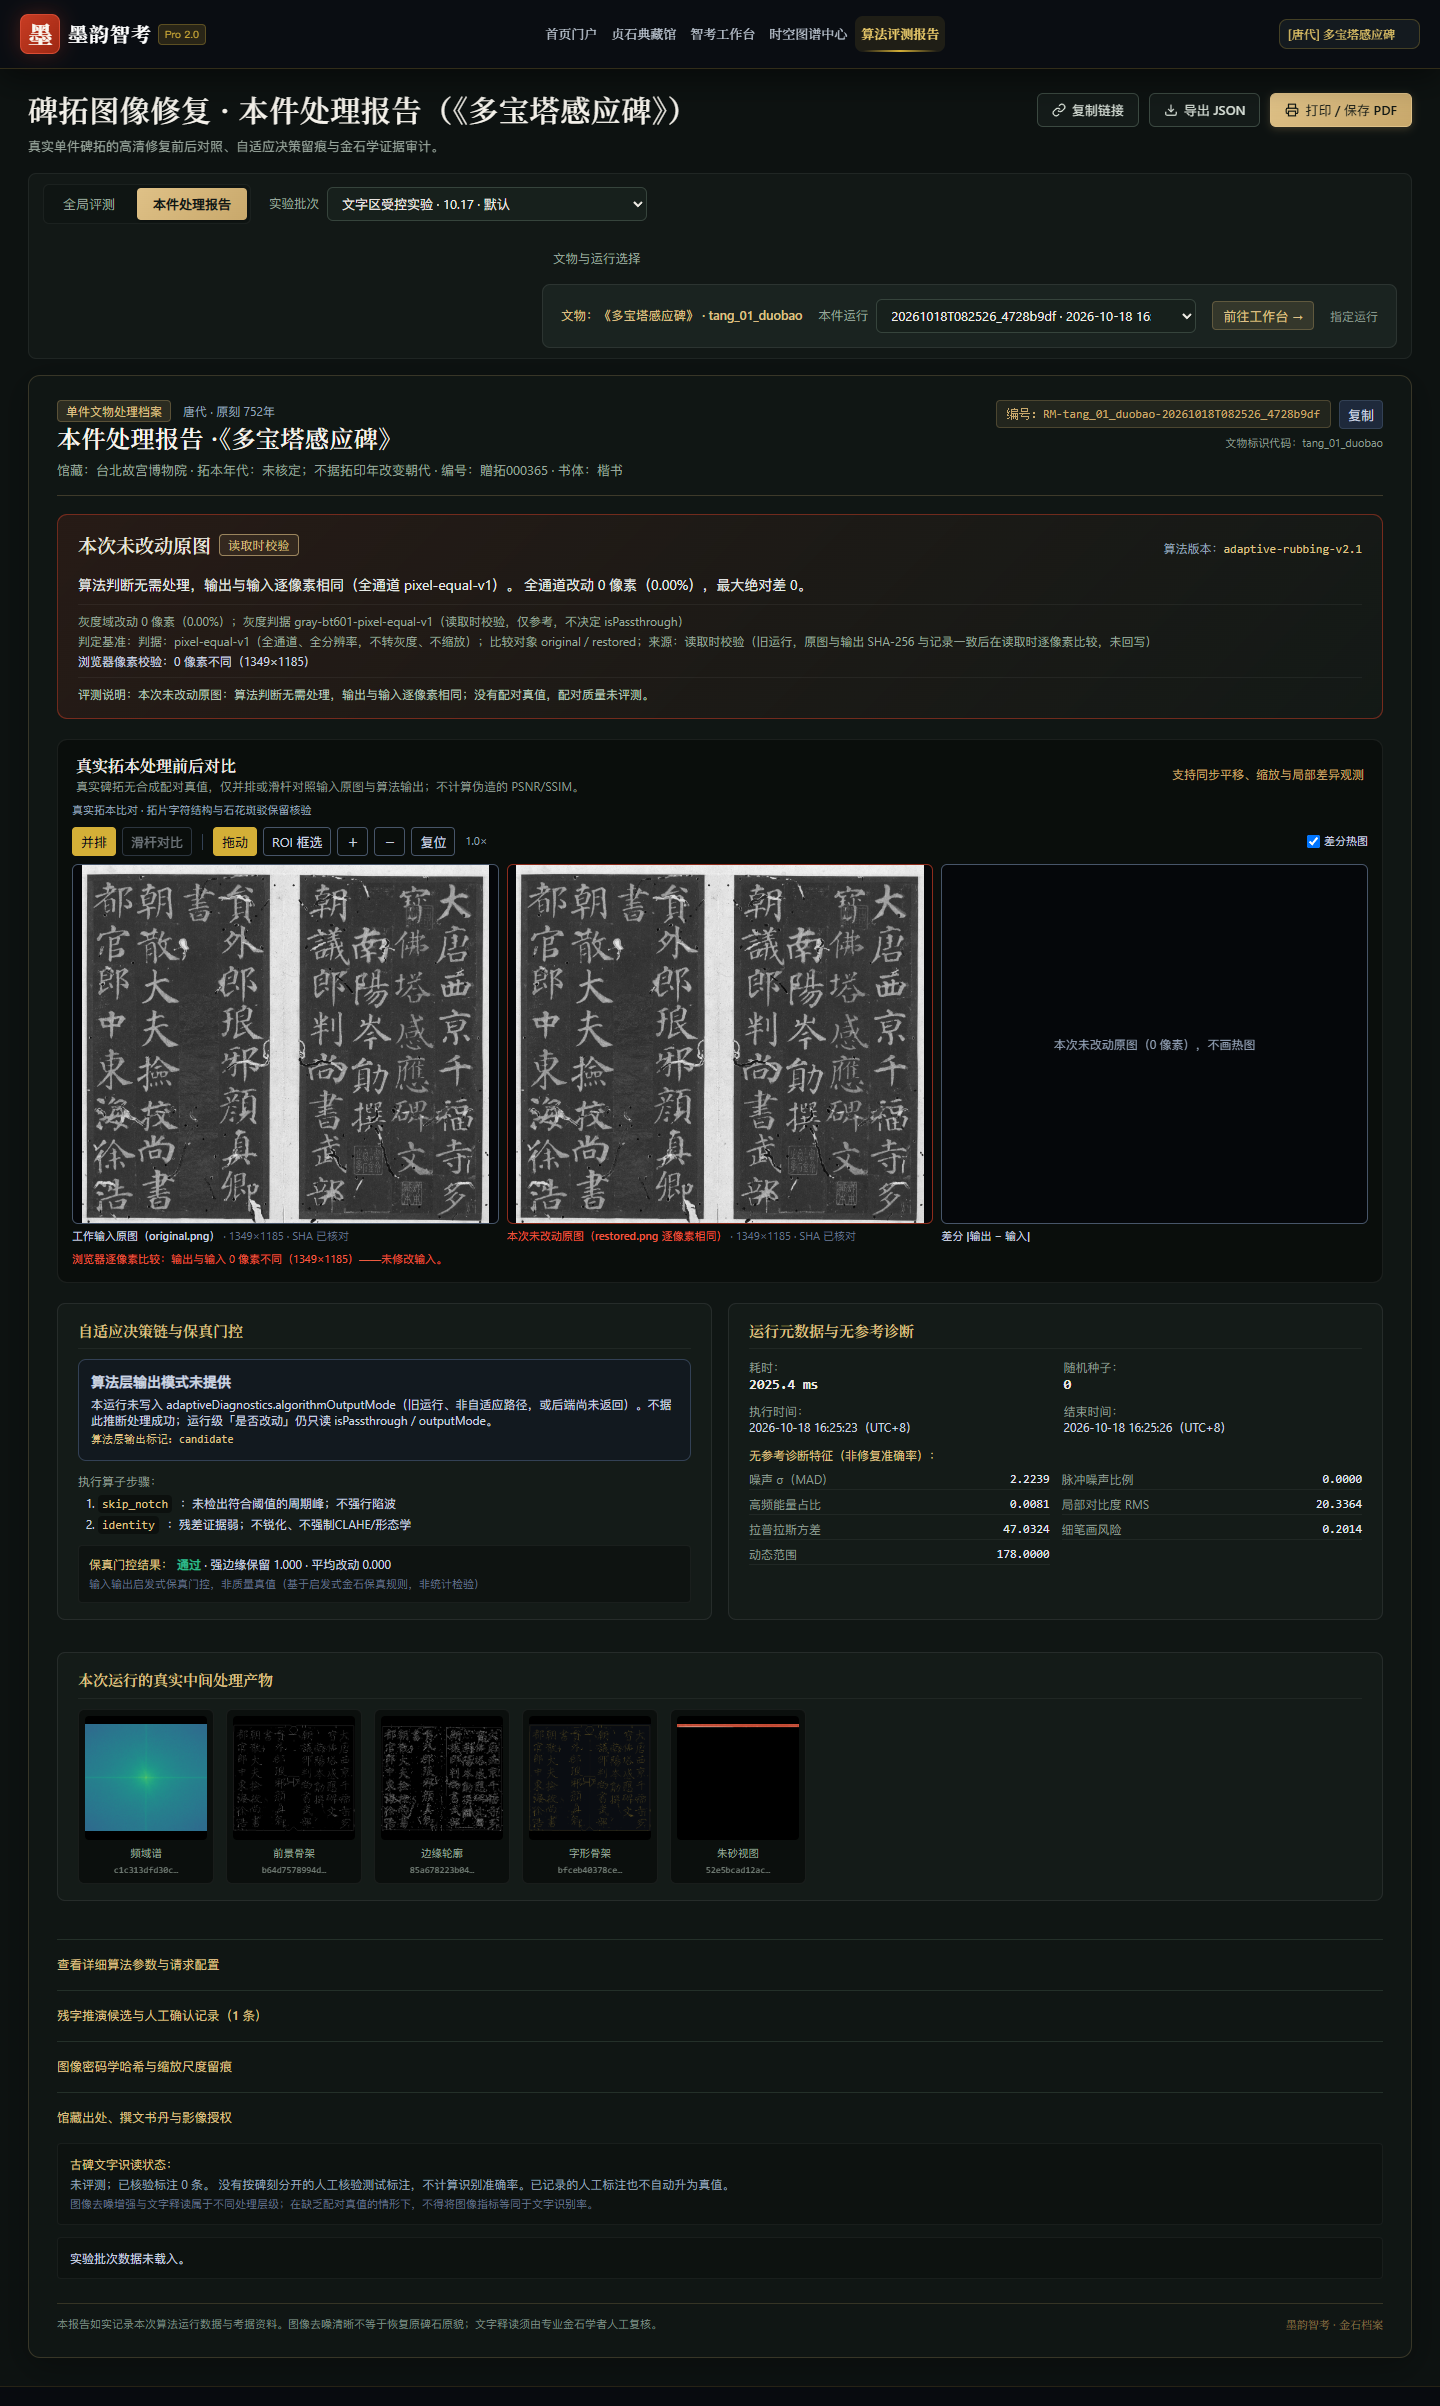 墨 墨韵智考 Pro 2.0
首页门户 贞石典藏馆 智考工作台 时空图谱中心 算法评测报告
[唐代] 多宝塔感应碑
碑拓图像修复 · 本件处理报告（《多宝塔感应碑》）
复制链接 导出 JSON 打印 / 保存 PDF
真实单件碑拓的高清修复前后对照、自适应决策留痕与金石学证据审计。
全局评测 本件处理报告 实验批次 文字区受控实验 · 10.17 · 默认
文物与运行选择
文物：《多宝塔感应碑》 · tang_01_duobao 本件运行 20261018T082526_4728b9df · 2026-10-18 16: 前往工作台 → 指定运行
单件文物处理档案 唐代 · 原刻 752年
编号：RM-tang_01_duobao-20261018T082526_4728b9df 复制
本件处理报告 ·《多宝塔感应碑》
文物标识代码：tang_01_duobao
馆藏：台北故宫博物院 · 拓本年代：未核定；不据拓印年改变朝代 · 编号：赠拓000365 · 书体：楷书
本次未改动原图 读取时校验
算法版本：adaptive-rubbing-v2.1
算法判断无需处理，输出与输入逐像素相同（全通道 pixel-equal-v1）。 全通道改动 0 像素（0.00%），最大绝对差 0。
灰度域改动 0 像素（0.00%）；灰度判据 gray-bt601-pixel-equal-v1（读取时校验，仅参考，不决定 isPassthrough）
判定基准：判据：pixel-equal-v1（全通道、全分辨率，不转灰度、不缩放）；比较对象 original / restored；来源：读取时校验（旧运行，原图与输出 SHA-256 与记录一致后在读取时逐像素比较，未回写）
浏览器像素校验：0 像素不同（1349×1185）
评测说明：本次未改动原图：算法判断无需处理，输出与输入逐像素相同；没有配对真值，配对质量未评测。
真实拓本处理前后对比
真实碑拓无合成配对真值，仅并排或滑杆对照输入原图与算法输出；不计算伪造的 PSNR/SSIM。
支持同步平移、缩放与局部差异观测
真实拓本比对 · 拓片字符结构与石花斑驳保留核验
并排 滑杆对比 拖动 ROI 框选 + − 复位 1.0×
差分热图
大唐西京千福寺多
寶佛塔感應碑文
南陽岑勛撰
朝議郎判尚書武部
員外郎琅邪顏真卿
書
朝散大夫撿挍尚書
都官郎中東海徐浩
大唐西京千福寺多
寶佛塔感應碑文
南陽岑勛撰
朝議郎判尚書武部
員外郎琅邪顏真卿
書
朝散大夫撿挍尚書
都官郎中東海徐浩
本次未改动原图（0 像素），不画热图
工作输入原图（original.png） · 1349×1185 · SHA 已核对
本次未改动原图（restored.png 逐像素相同） · 1349×1185 · SHA 已核对
差分 |输出 − 输入|
浏览器逐像素比较：输出与输入 0 像素不同（1349×1185）——未修改输入。
自适应决策链与保真门控
算法层输出模式未提供
本运行未写入 adaptiveDiagnostics.algorithmOutputMode（旧运行、非自适应路径，或后端尚未返回）。不据
此推断处理成功；运行级「是否改动」仍只读 isPassthrough / outputMode。
算法层输出标记：candidate
执行算子步骤：
1. skip_notch ：未检出符合阈值的周期峰；不强行陷波
2. identity ：残差证据弱；不锐化、不强制CLAHE/形态学
保真门控结果： 通过 · 强边缘保留 1.000 · 平均改动 0.000
输入输出启发式保真门控，非质量真值（基于启发式金石保真规则，非统计检验）
运行元数据与无参考诊断
耗时： 随机种子：
2025.4 ms 0
执行时间： 结束时间：
2026-10-18 16:25:23（UTC+8） 2026-10-18 16:25:26（UTC+8）
无参考诊断特征（非修复准确率）：
噪声 σ（MAD） 2.2239 脉冲噪声比例 0.0000
高频能量占比 0.0081 局部对比度 RMS 20.3364
拉普拉斯方差 47.0324 细笔画风险 0.2014
动态范围 178.0000
本次运行的真实中间处理产物
频域谱 前景骨架 边缘轮廓 字形骨架 朱砂视图
c1c313dfd30c… b64d7578994d… 85a678223b04… bfceb40378ce… 52e5bcad12ac…
查看详细算法参数与请求配置
残字推演候选与人工确认记录（1 条）
图像密码学哈希与缩放尺度留痕
馆藏出处、撰文书丹与影像授权
古碑文字识读状态：
未评测；已核验标注 0 条。 没有按碑刻分开的人工核验测试标注，不计算识别准确率。已记录的人工标注也不自动升为真值。
图像去噪增强与文字释读属于不同处理层级；在缺乏配对真值的情形下，不得将图像指标等同于文字识别率。
实验批次数据未载入。
本报告如实记录本次算法运行数据与考据资料。图像去噪清晰不等于恢复原碑石原貌；文字释读须由专业金石学者人工复核。
墨韵智考 · 金石档案